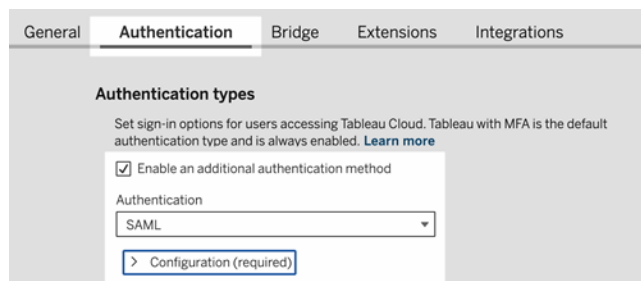 General Authentication Bridge Extensions Integrations
Authentication types
Set sign-in options for users accessing Tableau Cloud. Tableau with MFA is the default
authentication type and is always enabled. Learn more
Enable an additional authentication method
Authentication
SAML
Configuration (required)